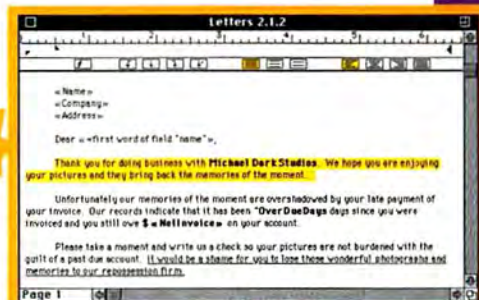 Letters 2.1.2
«Name»
«Company»
«Address»
Dear «first word of field "name"»,
Thank you for doing business with Michael Dark Studios. We hope you are enjoying
your pictures and they bring back the memories of the moment.
Unfortunately our memories of the moment are overshadowed by your late payment of
your invoice. Our records indicate that it has been "OverDueDays days since you were
invoiced and you still owe $«NetInvoice» on your account.
Please take a moment and write us a check so your pictures are not burdened with the
guilt of a past due account. It would be a shame for you to lose those wonderful photographs and
memories to our repossession firm.
Page 1